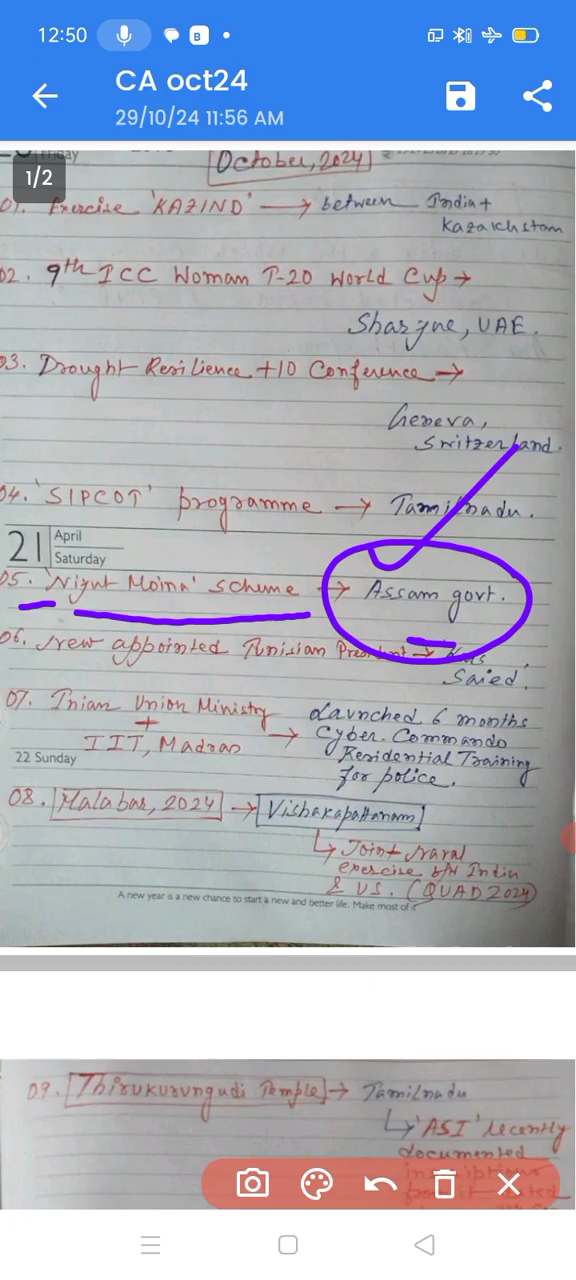 12:50
B
CA oct24
29/10/24 11:56 AM
1/2
October, 2024
01. Exercise 'KAZIND' → between India +
Kazakhstan
02. 9th ICC Woman T-20 World Cup →
Sharjue, UAE.
03. Drought Resilience +10 Conference →
Geneva,
Switzerland.
04. 'SIPCOT' programme → Tamilnadu.
21 April
Saturday
05. 'Niyut Moina' scheme → Assam govt.
06. New appointed Tunisian President →
Saied.
07. Inian Union Ministry
+
IIT, Madras
→ Launched 6 months
Cyber Commando
Residential Training
for police.
22 Sunday
08. Malabar, 2024 → Vishakapattanam
↳ Joint naval
exercise b/w India
& US. (QUAD 2024)
A new year is a new chance to start a new and better life. Make most of it
09. Thirukurungudi Temple → Tamilnadu
↳ 'ASI' recently
documented